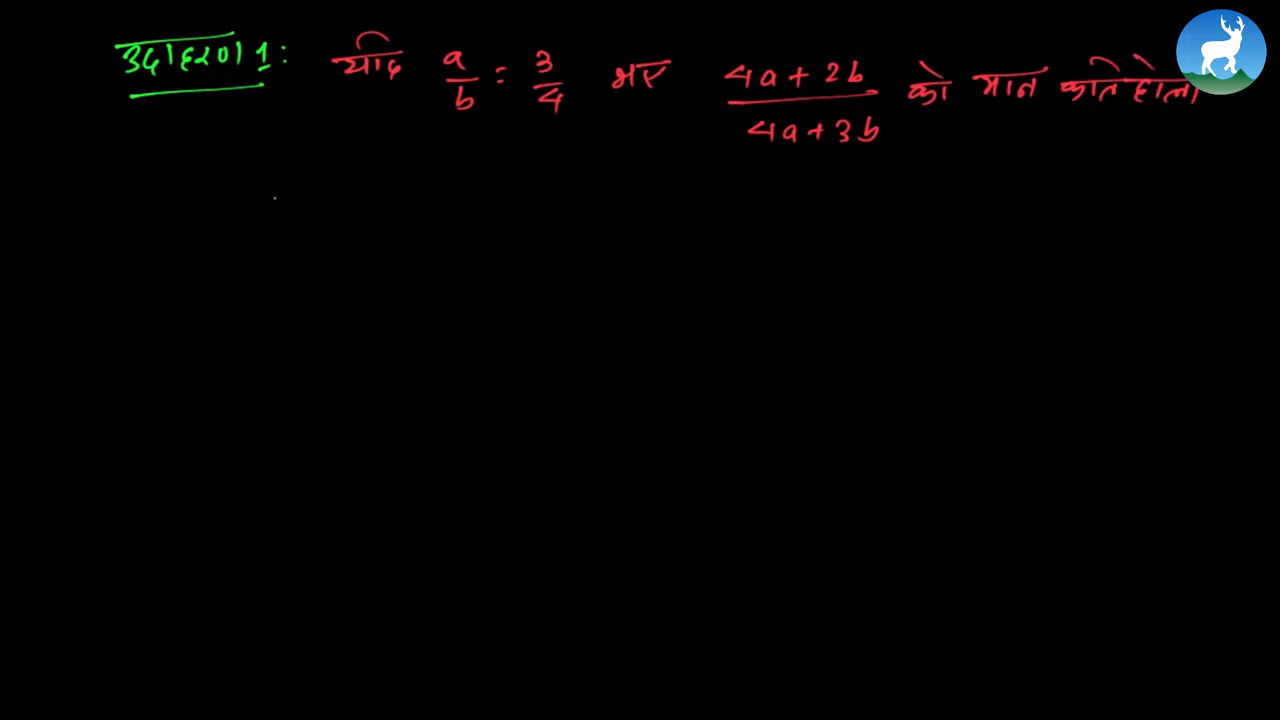 उदाहरण 1: यदि a/b = 3/4 भए (4a + 2b)/(4a + 3b) को मान कति होला